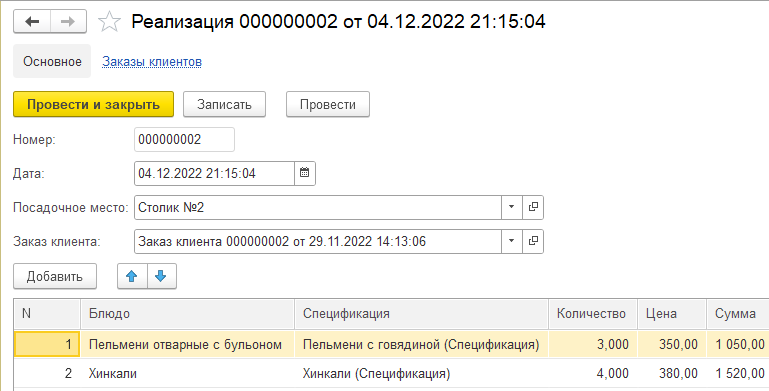 Реализация 000000002 от 04.12.2022 21:15:04
Основное Заказы клиентов
Провести и закрыть Записать Провести
Номер: 000000002
Дата: 04.12.2022 21:15:04
Посадочное место: Столик №2
Заказ клиента: Заказ клиента 000000002 от 29.11.2022 14:13:06
Добавить
N Блюдо Спецификация Количество Цена Сумма
1 Пельмени отварные с бульоном Пельмени с говядиной (Спецификация) 3,000 350,00 1 050,00
2 Хинкали Хинкали (Спецификация) 4,000 380,00 1 520,00